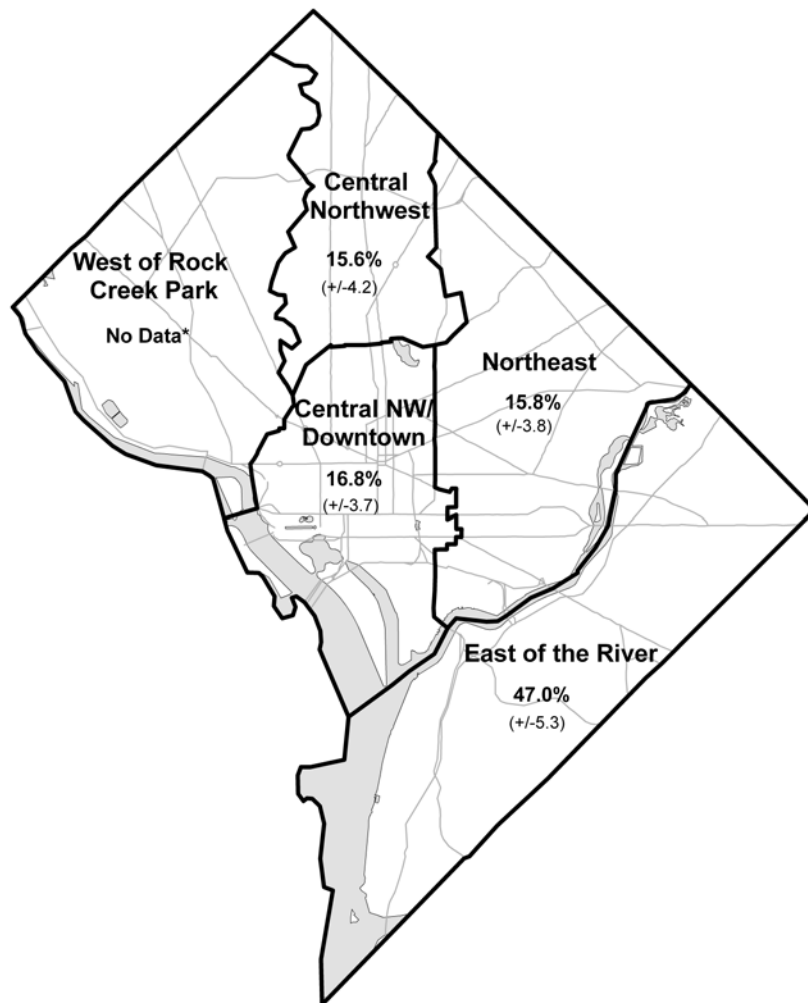 Central
Northwest
15.6%
(+/-4.2)
West of Rock
Creek Park
No Data*
Northeast
15.8%
(+/-3.8)
Central NW/
Downtown
16.8%
(+/-3.7)
East of the River
47.0%
(+/-5.3)